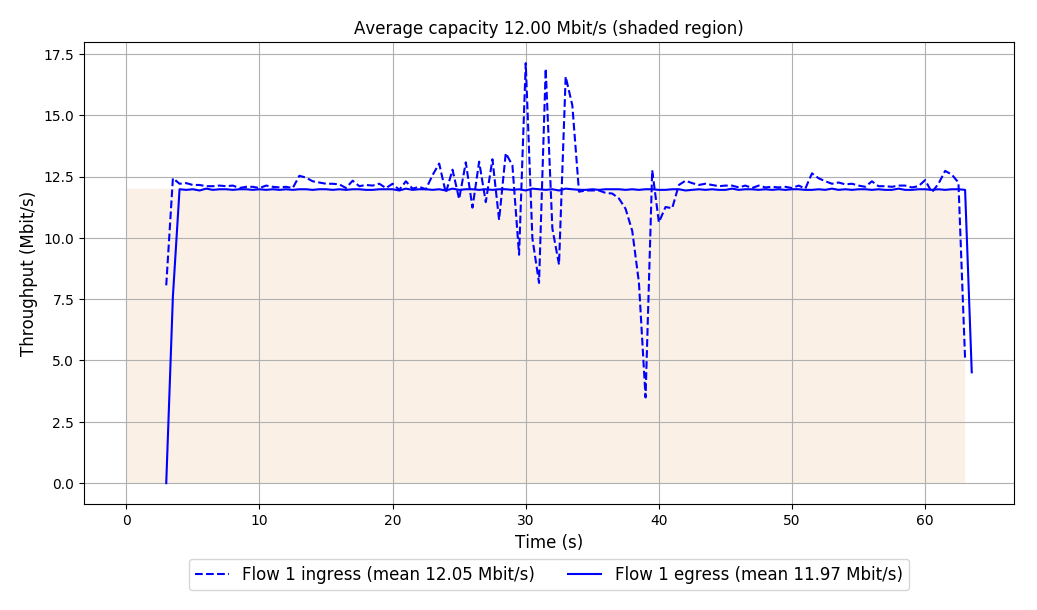 Average capacity 12.00 Mbit/s (shaded region)
Throughput (Mbit/s)
17.5
15.0
12.5
10.0
7.5
5.0
2.5
0.0
0 10 20 30 40 50 60
Time (s)
Flow 1 ingress (mean 12.05 Mbit/s) Flow 1 egress (mean 11.97 Mbit/s)